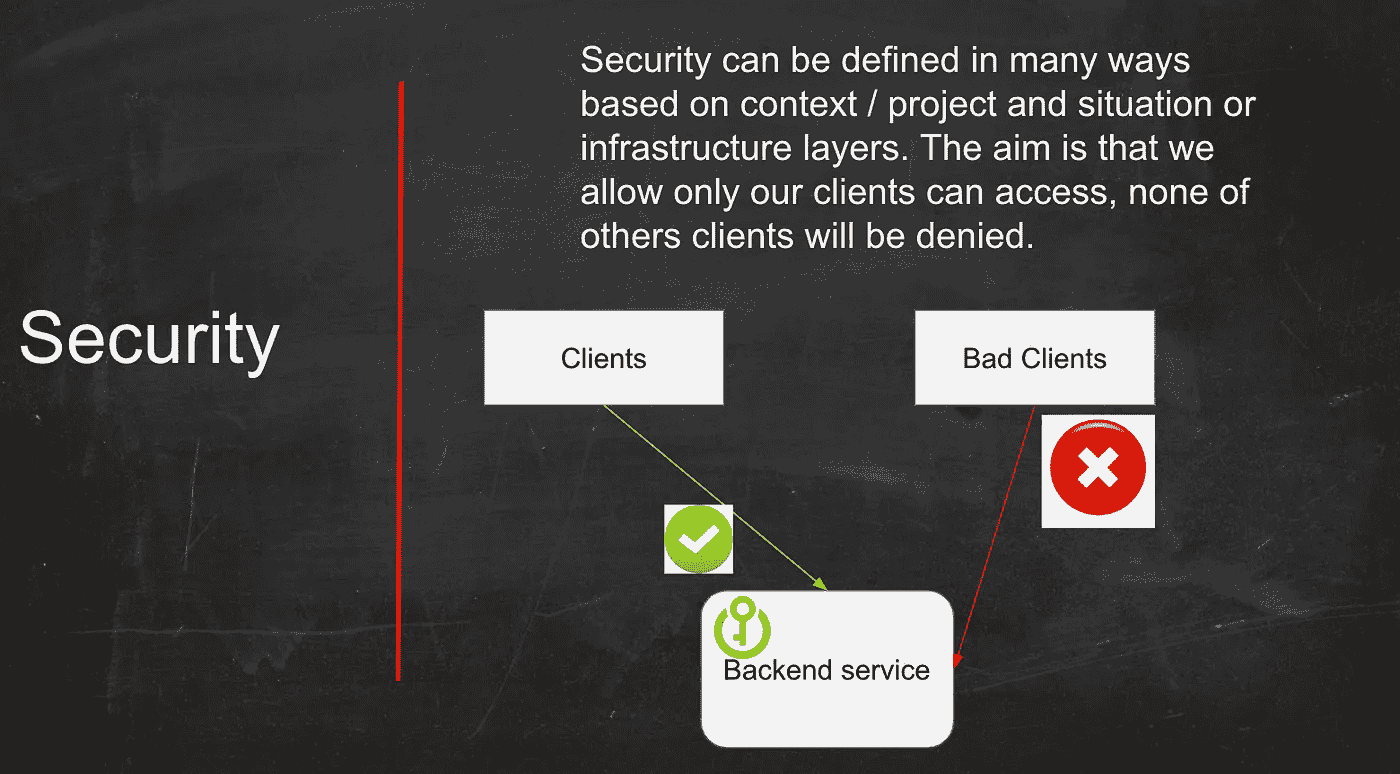 Security
Security can be defined in many ways
based on context / project and situation or
infrastructure layers. The aim is that we
allow only our clients can access, none of
others clients will be denied.
Clients
Bad Clients
Backend service